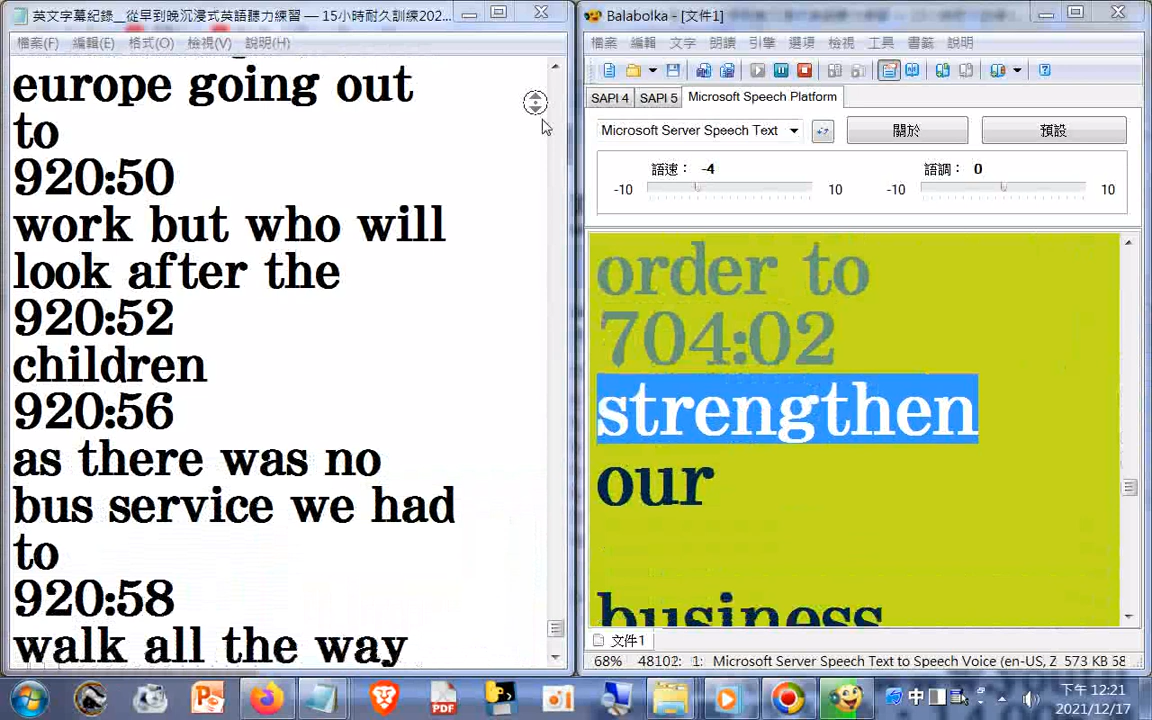 英文字幕紀錄__從早到晚沉浸式英語聽力練習 — 15小時耐久訓練202...
檔案(F) 編輯(E) 格式(O) 檢視(V) 說明(H)
europe going out
to
920:50
work but who will
look after the
920:52
children
920:56
as there was no
bus service we had
to
920:58
walk all the way
Balabolka - [文件1]
檔案 編輯 文字 朗讀 引擎 選項 檢視 工具 書籤 說明
SAPI 4 SAPI 5 Microsoft Speech Platform
Microsoft Server Speech Text 關於 預設
語速： -4 語調： 0
-10 10 -10 10
order to
704:02
strengthen
our
business
文件1
68% 48102: 1: Microsoft Server Speech Text to Speech Voice (en-US, Z 573 KB 58
PDF
中
下午 12:21
2021/12/17